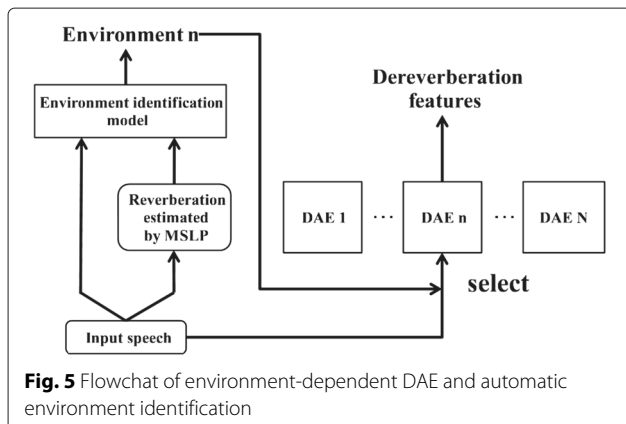 Environment n
Environment identification
model
Reverberation
estimated
by MSLP
Input speech
Dereverberation
features
DAE 1
...
DAE n
...
DAE N
select
Fig. 5 Flowchat of environment-dependent DAE and automatic
environment identification